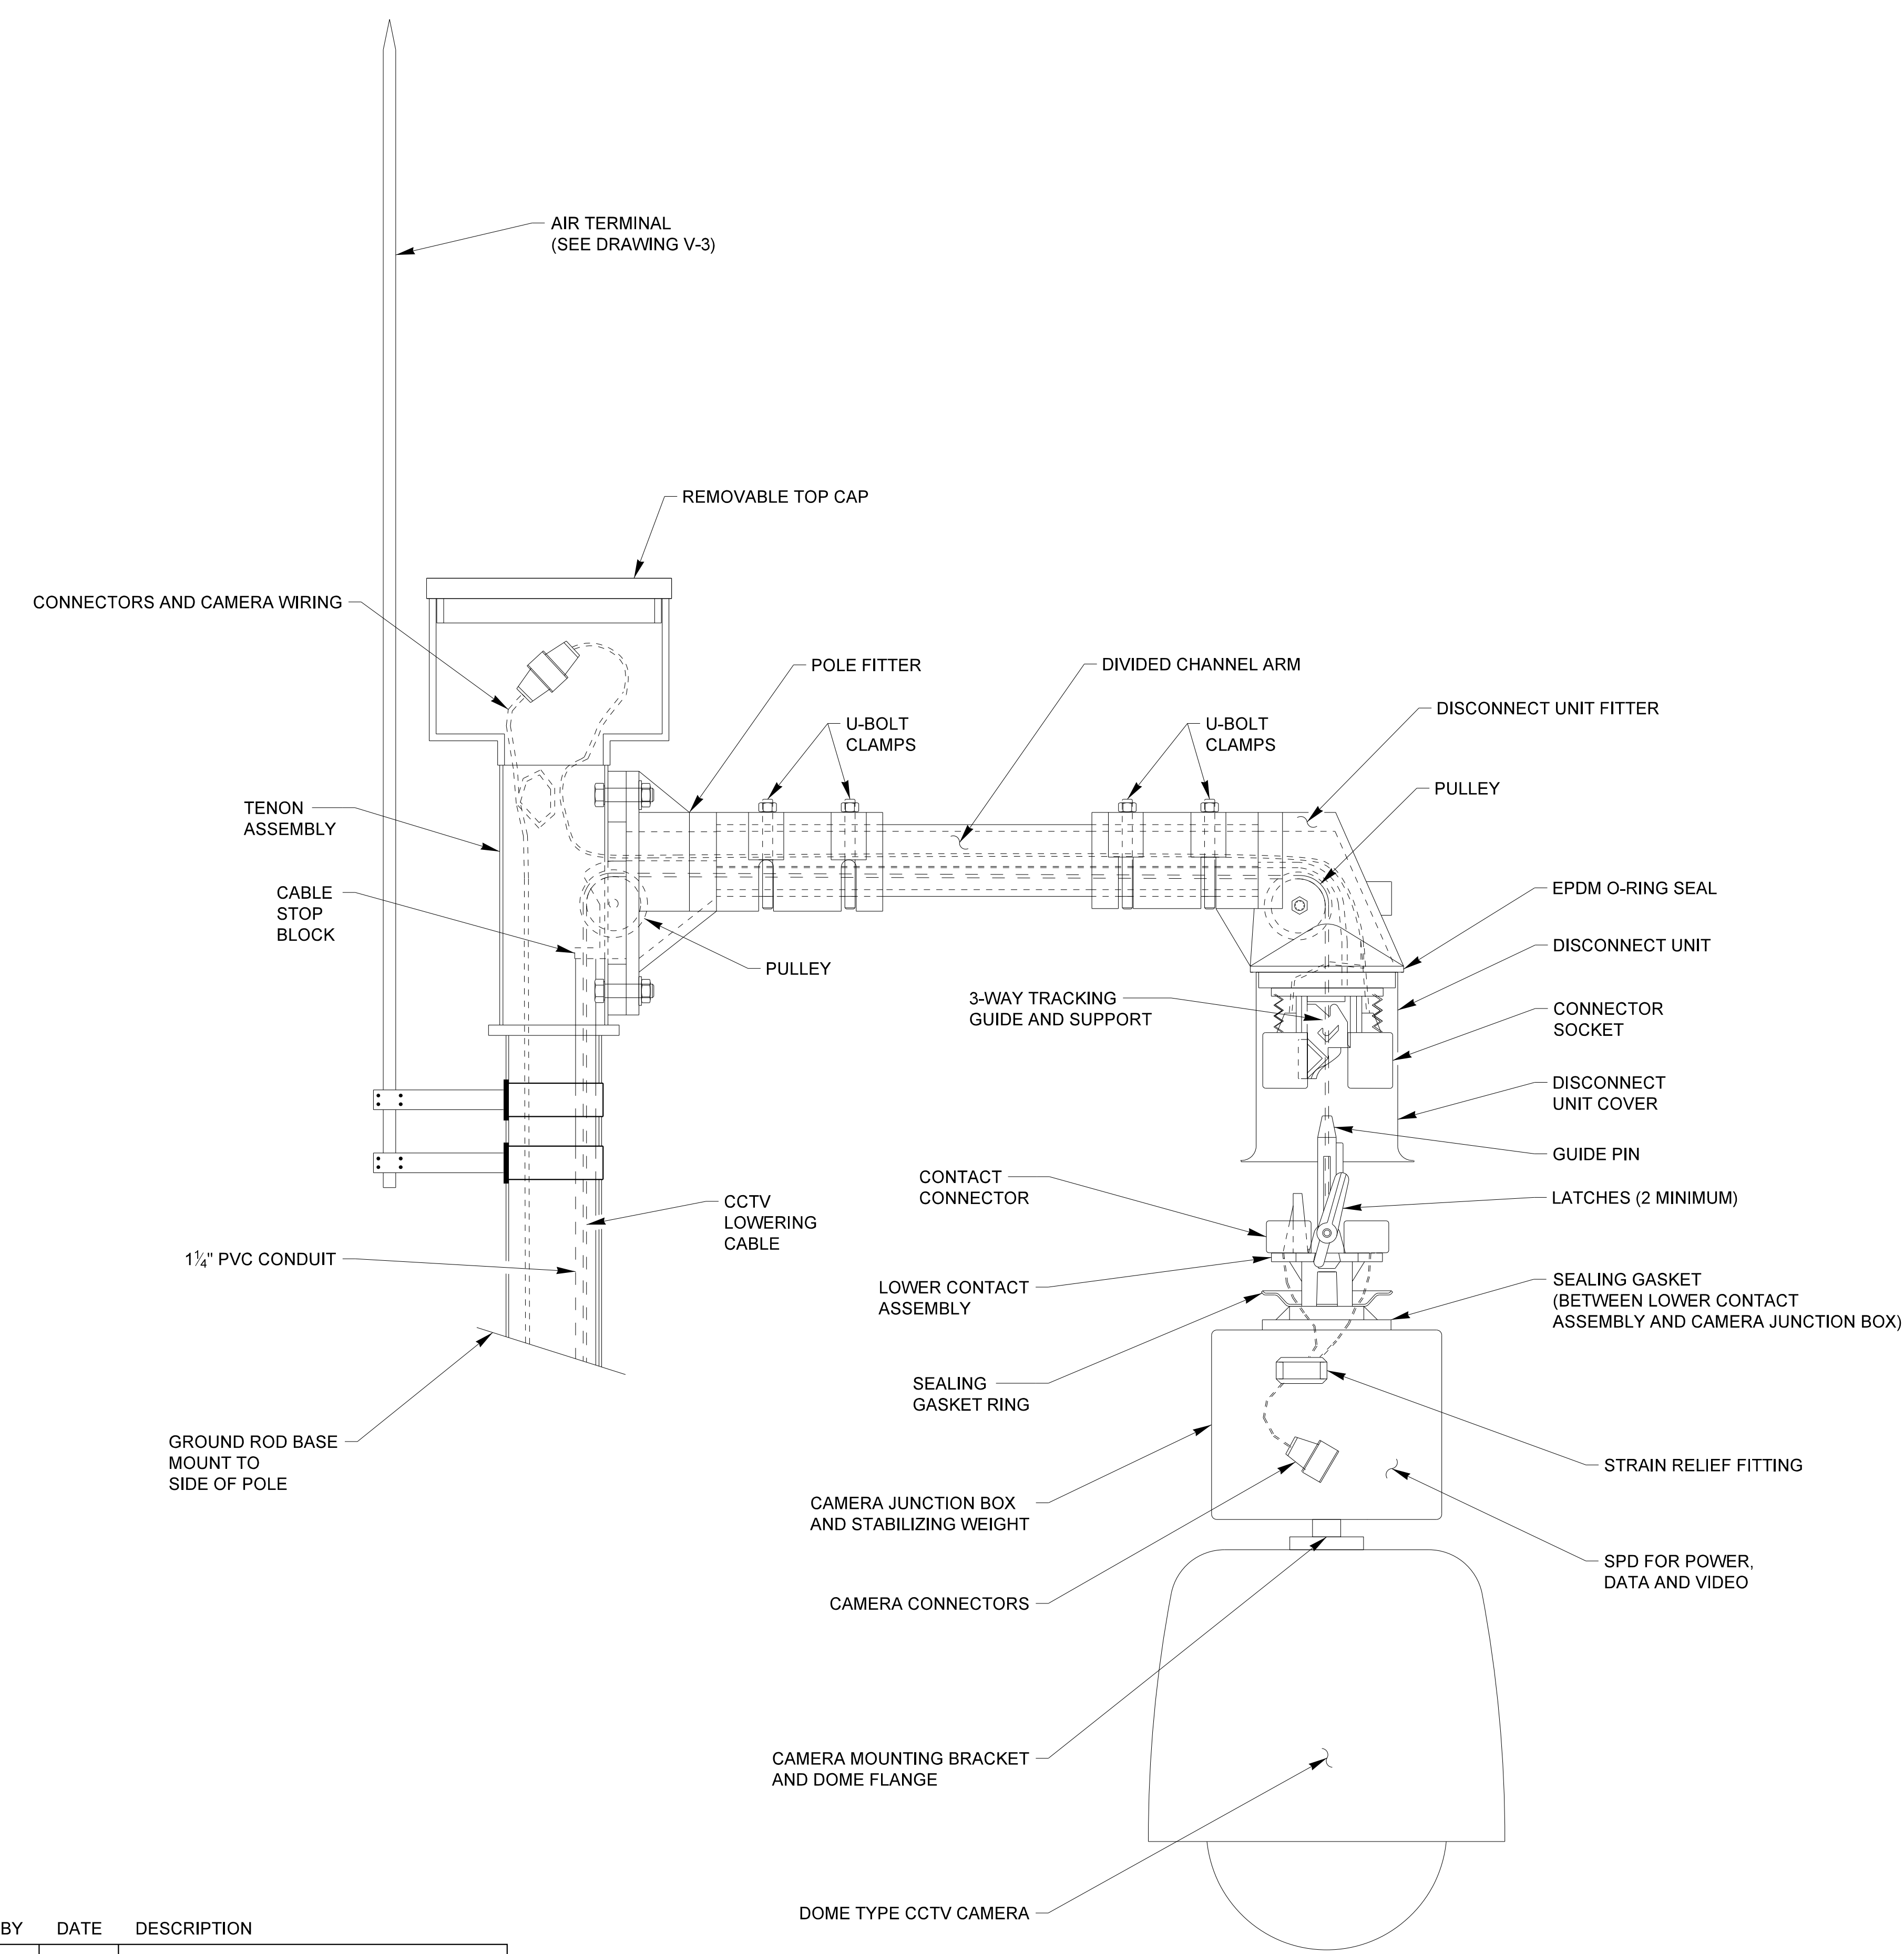 AIR TERMINAL
(SEE DRAWING V-3)
REMOVABLE TOP CAP
CONNECTORS AND CAMERA WIRING
POLE FITTER
DIVIDED CHANNEL ARM
DISCONNECT UNIT FITTER
U-BOLT
CLAMPS
U-BOLT
CLAMPS
PULLEY
TENON
ASSEMBLY
CABLE
STOP
BLOCK
EPDM O-RING SEAL
DISCONNECT UNIT
PULLEY
3-WAY TRACKING
GUIDE AND SUPPORT
CONNECTOR
SOCKET
DISCONNECT
UNIT COVER
GUIDE PIN
CONTACT
CONNECTOR
LATCHES (2 MINIMUM)
CCTV
LOWERING
CABLE
1¼" PVC CONDUIT
LOWER CONTACT
ASSEMBLY
SEALING GASKET
(BETWEEN LOWER CONTACT
ASSEMBLY AND CAMERA JUNCTION BOX)
SEALING
GASKET RING
GROUND ROD BASE
MOUNT TO
SIDE OF POLE
STRAIN RELIEF FITTING
CAMERA JUNCTION BOX
AND STABILIZING WEIGHT
SPD FOR POWER,
DATA AND VIDEO
CAMERA CONNECTORS
CAMERA MOUNTING BRACKET
AND DOME FLANGE
DOME TYPE CCTV CAMERA
BY DATE DESCRIPTION